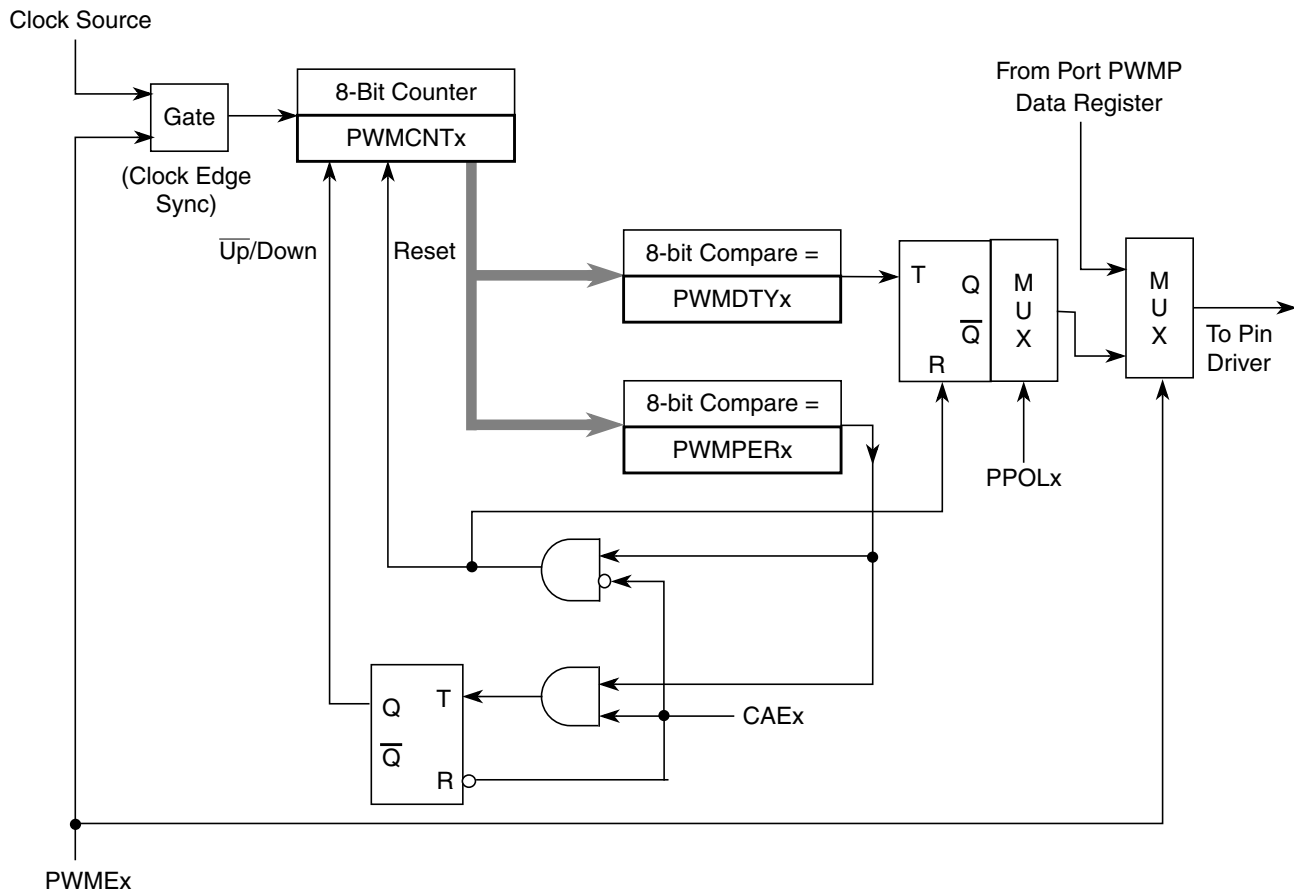 Clock Source
Gate
(Clock Edge
Sync)
8-Bit Counter
PWMCNTx
U̅p̅/Down
Reset
8-bit Compare =
PWMDTYx
8-bit Compare =
PWMPERx
T
Q
Q̅
R
M
U
X
PPOLx
From Port PWMP
Data Register
M
U
X
To Pin
Driver
Q
T
Q̅
R
CAEx
PWMEx